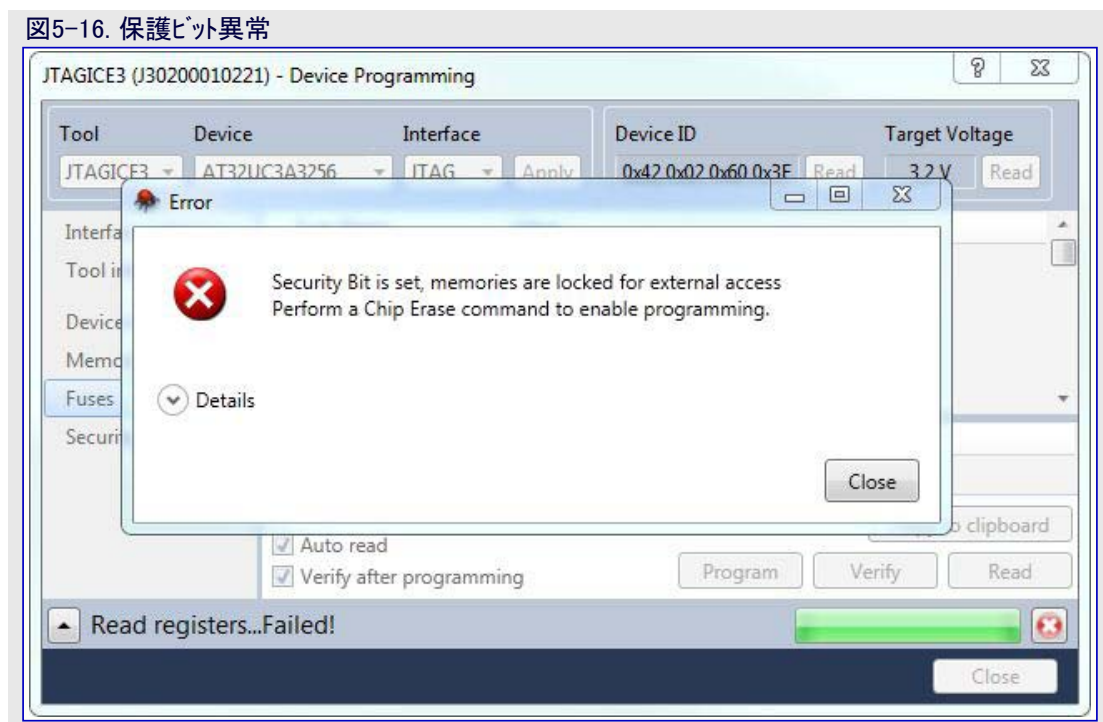 図5-16. 保護ﾋﾞｯﾄ異常
JTAGICE3 (J30200010221) - Device Programming
Tool Device Interface Device ID Target Voltage
JTAGICE3 AT32UC3A3256 JTAG Apply 0x42 0x02 0x60 0x3F Read 3.2 V Read
Error
Interfa
Tool in
Device
Memo
Fuses
Securit
Security Bit is set, memories are locked for external access
Perform a Chip Erase command to enable programming.
Details
Close
clipboard
Auto read
Verify after programming
Program Verify Read
Read registers...Failed!
Close